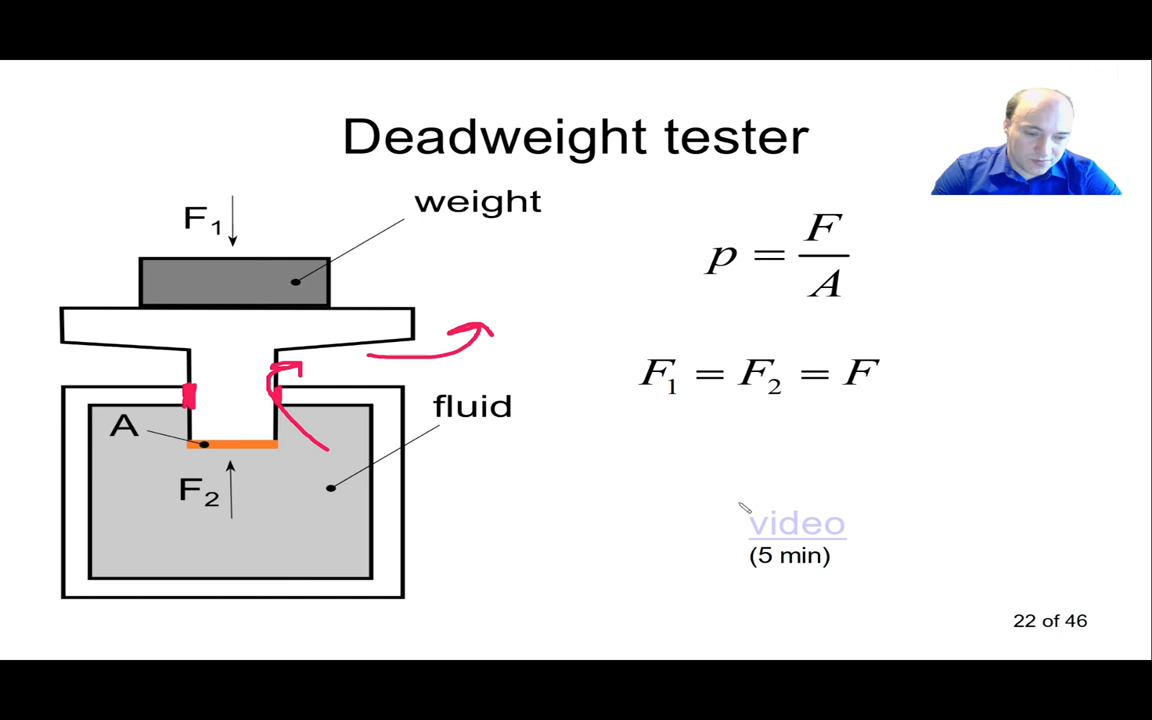 Deadweight tester
weight
F₁
p = F / A
F₁ = F₂ = F
fluid
A
F₂
video
(5 min)
22 of 46